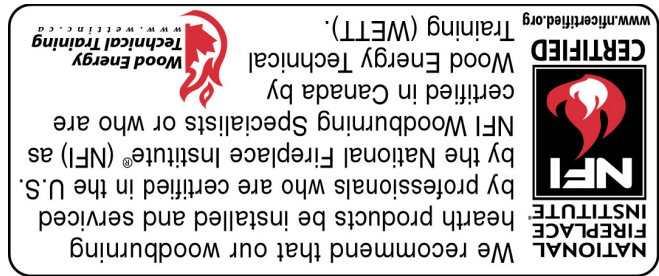 NATIONAL
FIREPLACE
INSTITUTE®
NFI
CERTIFIED
www.nficertified.org
We recommend that our woodburning
hearth products be installed and serviced
by professionals who are certified in the U.S.
by the National Fireplace Institute® (NFI) as
NFI Woodburning Specialists or who are
certified in Canada by
Wood Energy Technical
Training (WETT).
Wood Energy
Technical Training
www.wettinc.ca